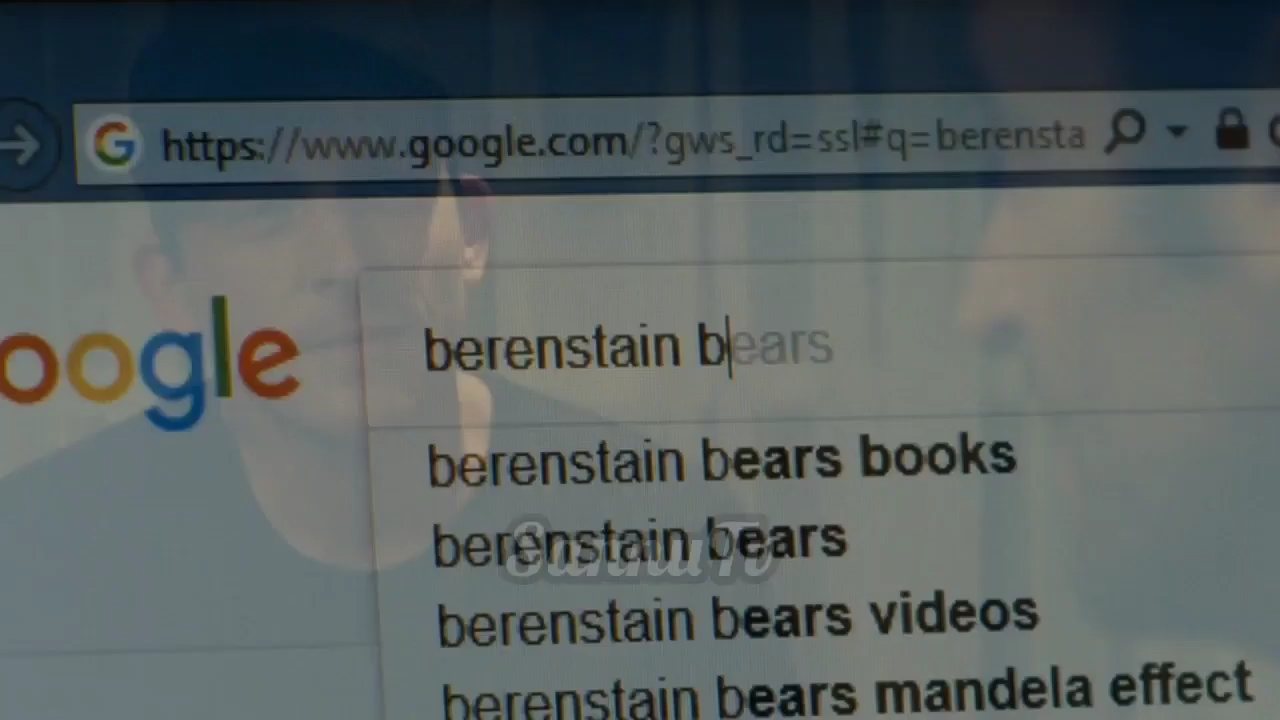 https://www.google.com/?gws_rd=ssl#q=berensta
oogle
berenstain bears
berenstain bears books
berenstain bears
SunnuTv
berenstain bears videos
berenstain bears mandela effect